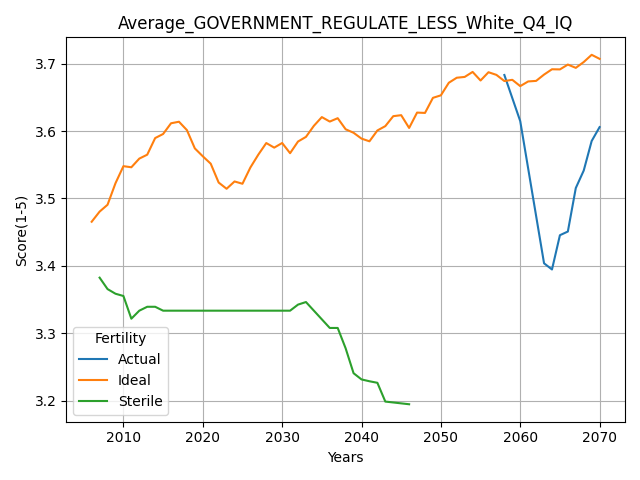 Average_GOVERNMENT_REGULATE_LESS_White_Q4_IQ
Score(1-5)
3.7
3.6
3.5
3.4
3.3
3.2
Fertility
Actual
Ideal
Sterile
2010 2020 2030 2040 2050 2060 2070
Years